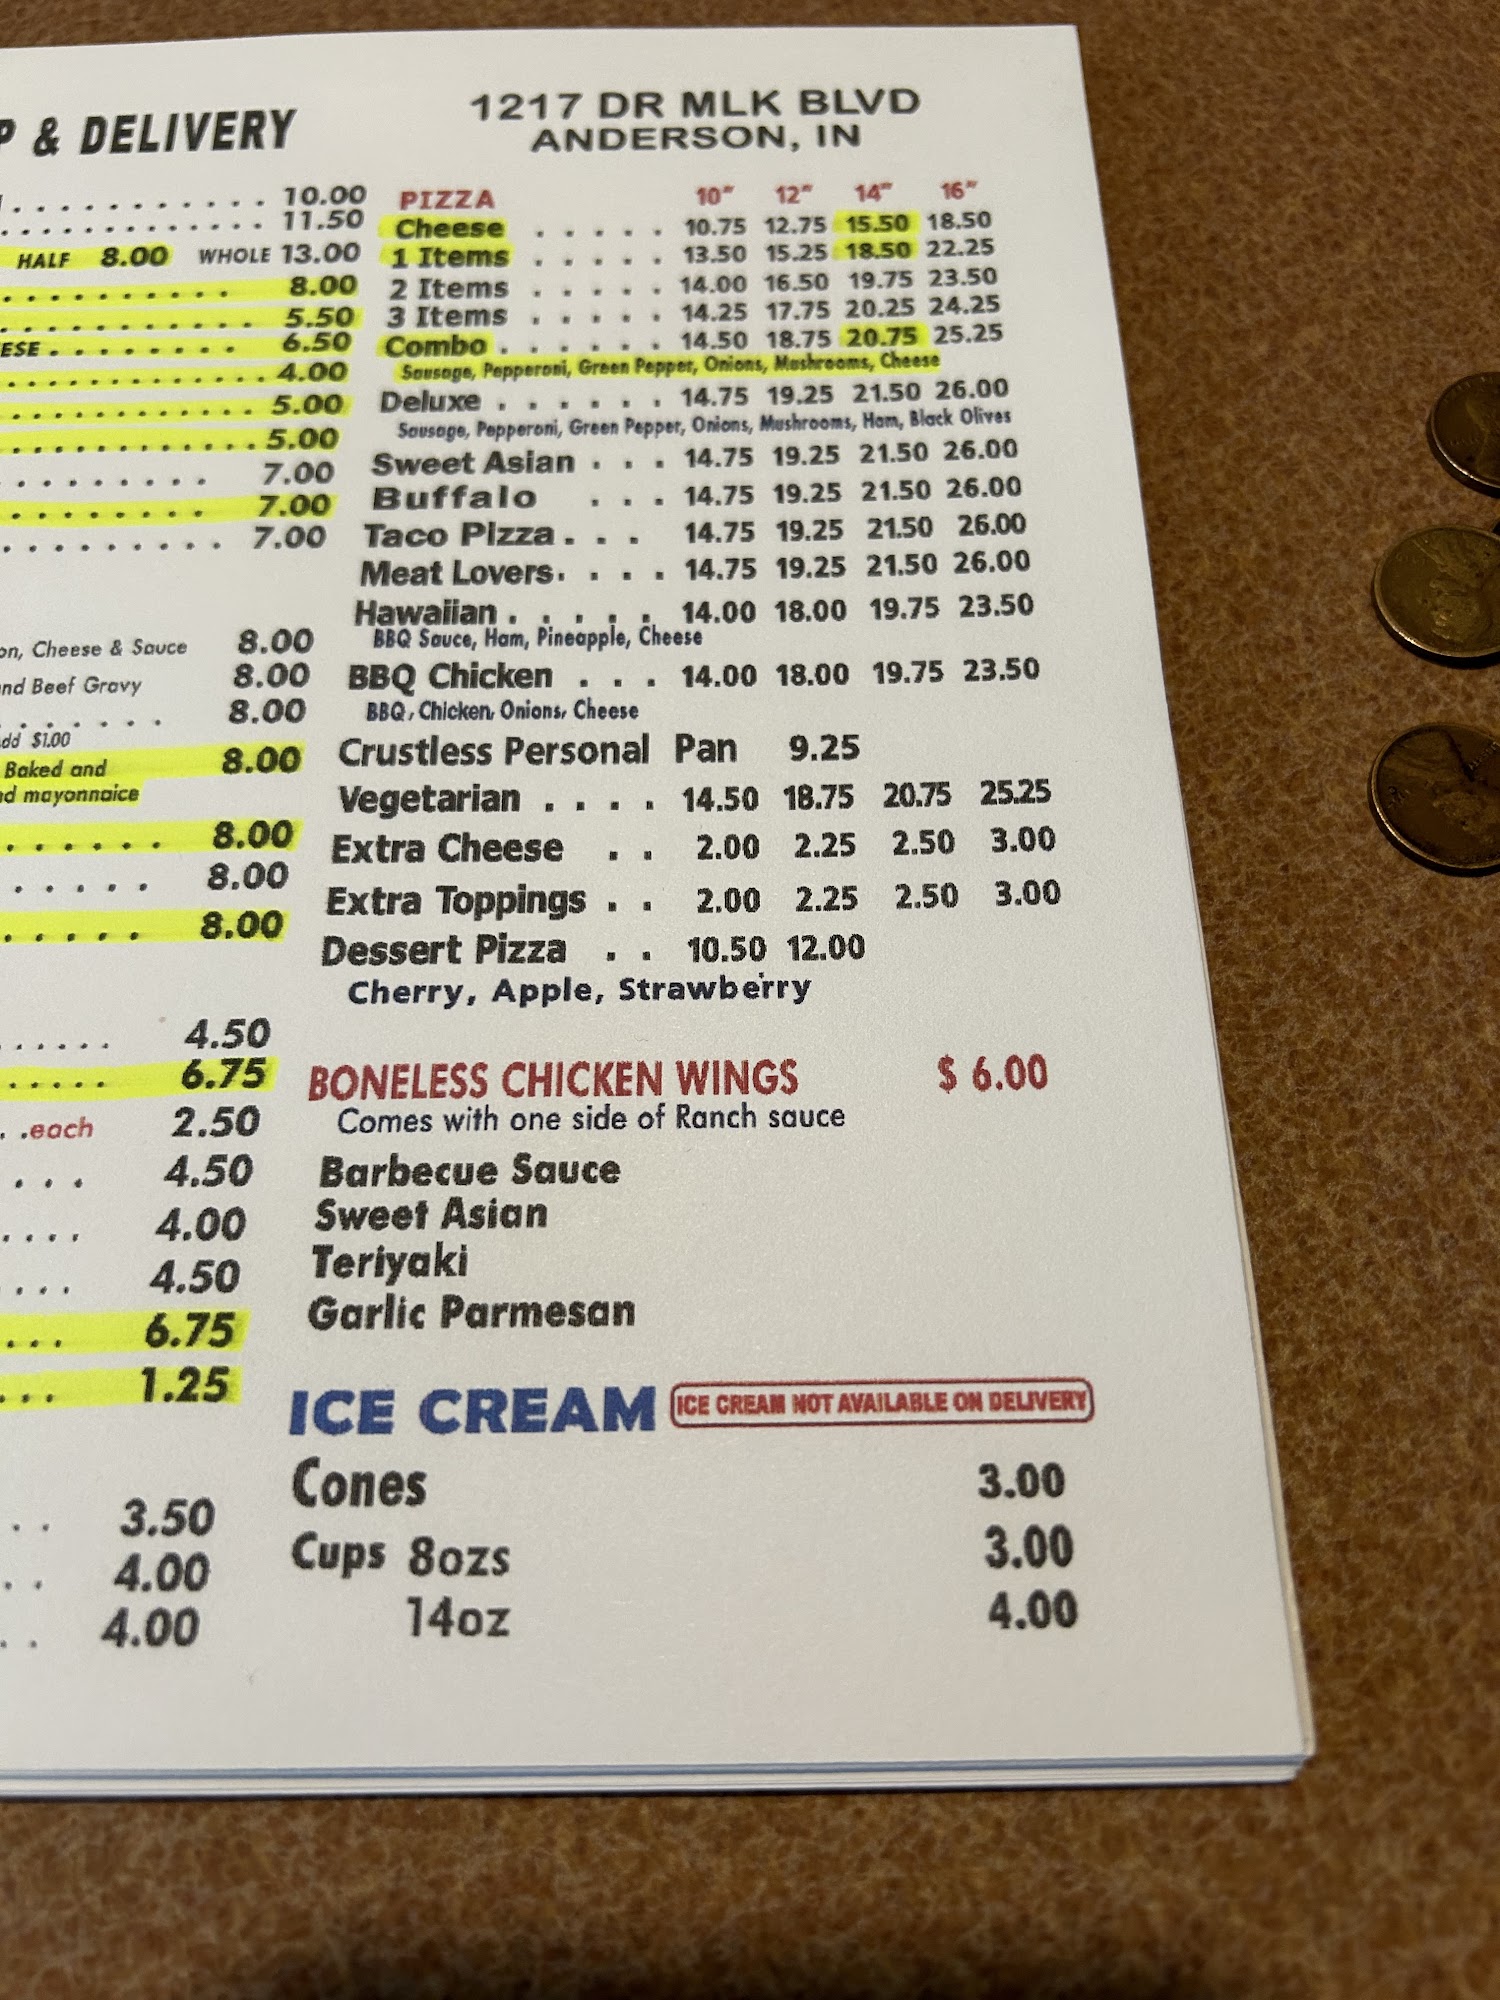 P & DELIVERY
1217 DR MLK BLVD
ANDERSON, IN
. . . . . . . . . . . . 10.00
. . . . . . . . . . . . 11.50
HALF 8.00 WHOLE 13.00
. . . . . . . . . . . 8.00
. . . . . . . . . . . . 5.50
ESE . . . . . . . . . 6.50
. . . . . . . . . . . . . 4.00
. . . . . . . . . . . . . 5.00
. . . . . . . . . . . . . 5.00
. . . . . . . . . . 7.00
. . . . . . . . . . 7.00
. . . . . . . . . . . 7.00
on, Cheese & Sauce 8.00
and Beef Gravy 8.00
. . . . . . . . 8.00
dd $1.00
Baked and 8.00
nd mayonnaice
. . . . . . . 8.00
. . . . . . 8.00
. . . . . . 8.00
. . . . . . 4.50
. . . . . 6.75
. .each 2.50
. . . 4.50
. . . . 4.00
. . . 4.50
. . . 6.75
. . . 1.25
. . 3.50
. . 4.00
. . 4.00
PIZZA 10" 12" 14" 16"
Cheese . . . . . 10.75 12.75 15.50 18.50
1 Items . . . . . 13.50 15.25 18.50 22.25
2 Items . . . . . 14.00 16.50 19.75 23.50
3 Items . . . . . 14.25 17.75 20.25 24.25
Combo . . . . . . 14.50 18.75 20.75 25.25
Sausage, Pepperoni, Green Pepper, Onions, Mushrooms, Cheese
Deluxe . . . . . . 14.75 19.25 21.50 26.00
Sausage, Pepperoni, Green Pepper, Onions, Mushrooms, Ham, Black Olives
Sweet Asian . . . 14.75 19.25 21.50 26.00
Buffalo . . . 14.75 19.25 21.50 26.00
Taco Pizza . . . 14.75 19.25 21.50 26.00
Meat Lovers. . . . 14.75 19.25 21.50 26.00
Hawaiian . . . . . 14.00 18.00 19.75 23.50
BBQ Sauce, Ham, Pineapple, Cheese
BBQ Chicken . . . 14.00 18.00 19.75 23.50
BBQ, Chicken, Onions, Cheese
Crustless Personal Pan 9.25
Vegetarian . . . . 14.50 18.75 20.75 25.25
Extra Cheese . . 2.00 2.25 2.50 3.00
Extra Toppings . . 2.00 2.25 2.50 3.00
Dessert Pizza . . 10.50 12.00
Cherry, Apple, Strawberry
BONELESS CHICKEN WINGS $ 6.00
Comes with one side of Ranch sauce
Barbecue Sauce
Sweet Asian
Teriyaki
Garlic Parmesan
ICE CREAM ICE CREAM NOT AVAILABLE ON DELIVERY
Cones 3.00
Cups 8ozs 3.00
14oz 4.00